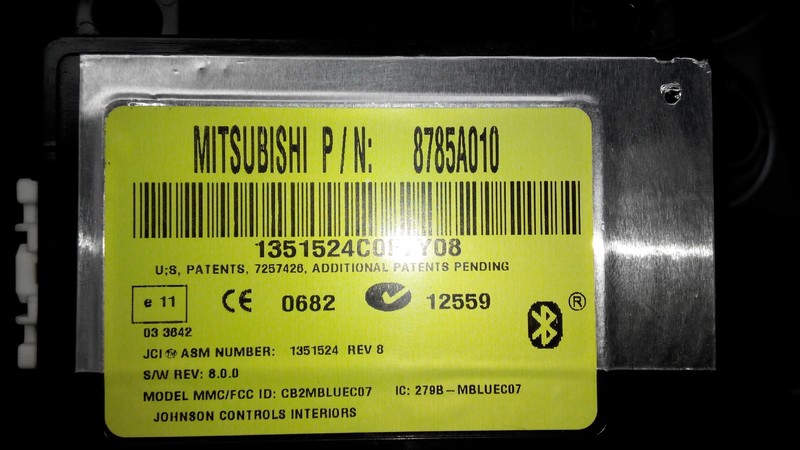 MITSUBISHI P/N: 8785A010
U;S, PATENTS, 7257426, ADDITIONAL PATENTS PENDING
e 11 CE 0682 12559 ®
03 3642
JCI ASM NUMBER: 1351524 REV 8
S/W REV: 8.0.0
MODEL MMC/FCC ID: CB2MBLUEC07 IC: 279B-MBLUEC07
JOHNSON CONTROLS INTERIORS